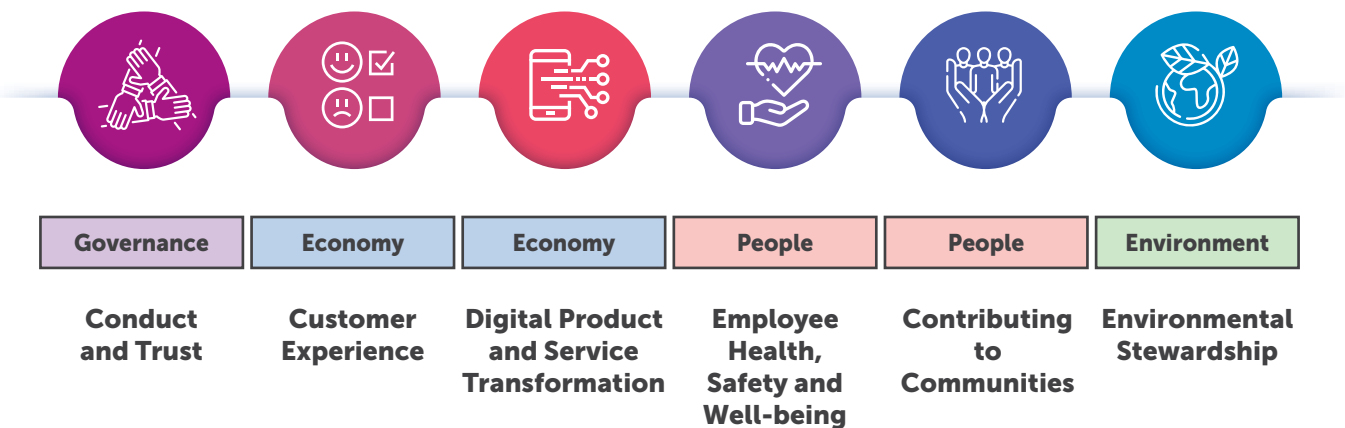 Governance
Economy
Economy
People
People
Environment
Conduct
and Trust
Customer
Experience
Digital Product
and Service
Transformation
Employee
Health,
Safety and
Well-being
Contributing
to
Communities
Environmental
Stewardship